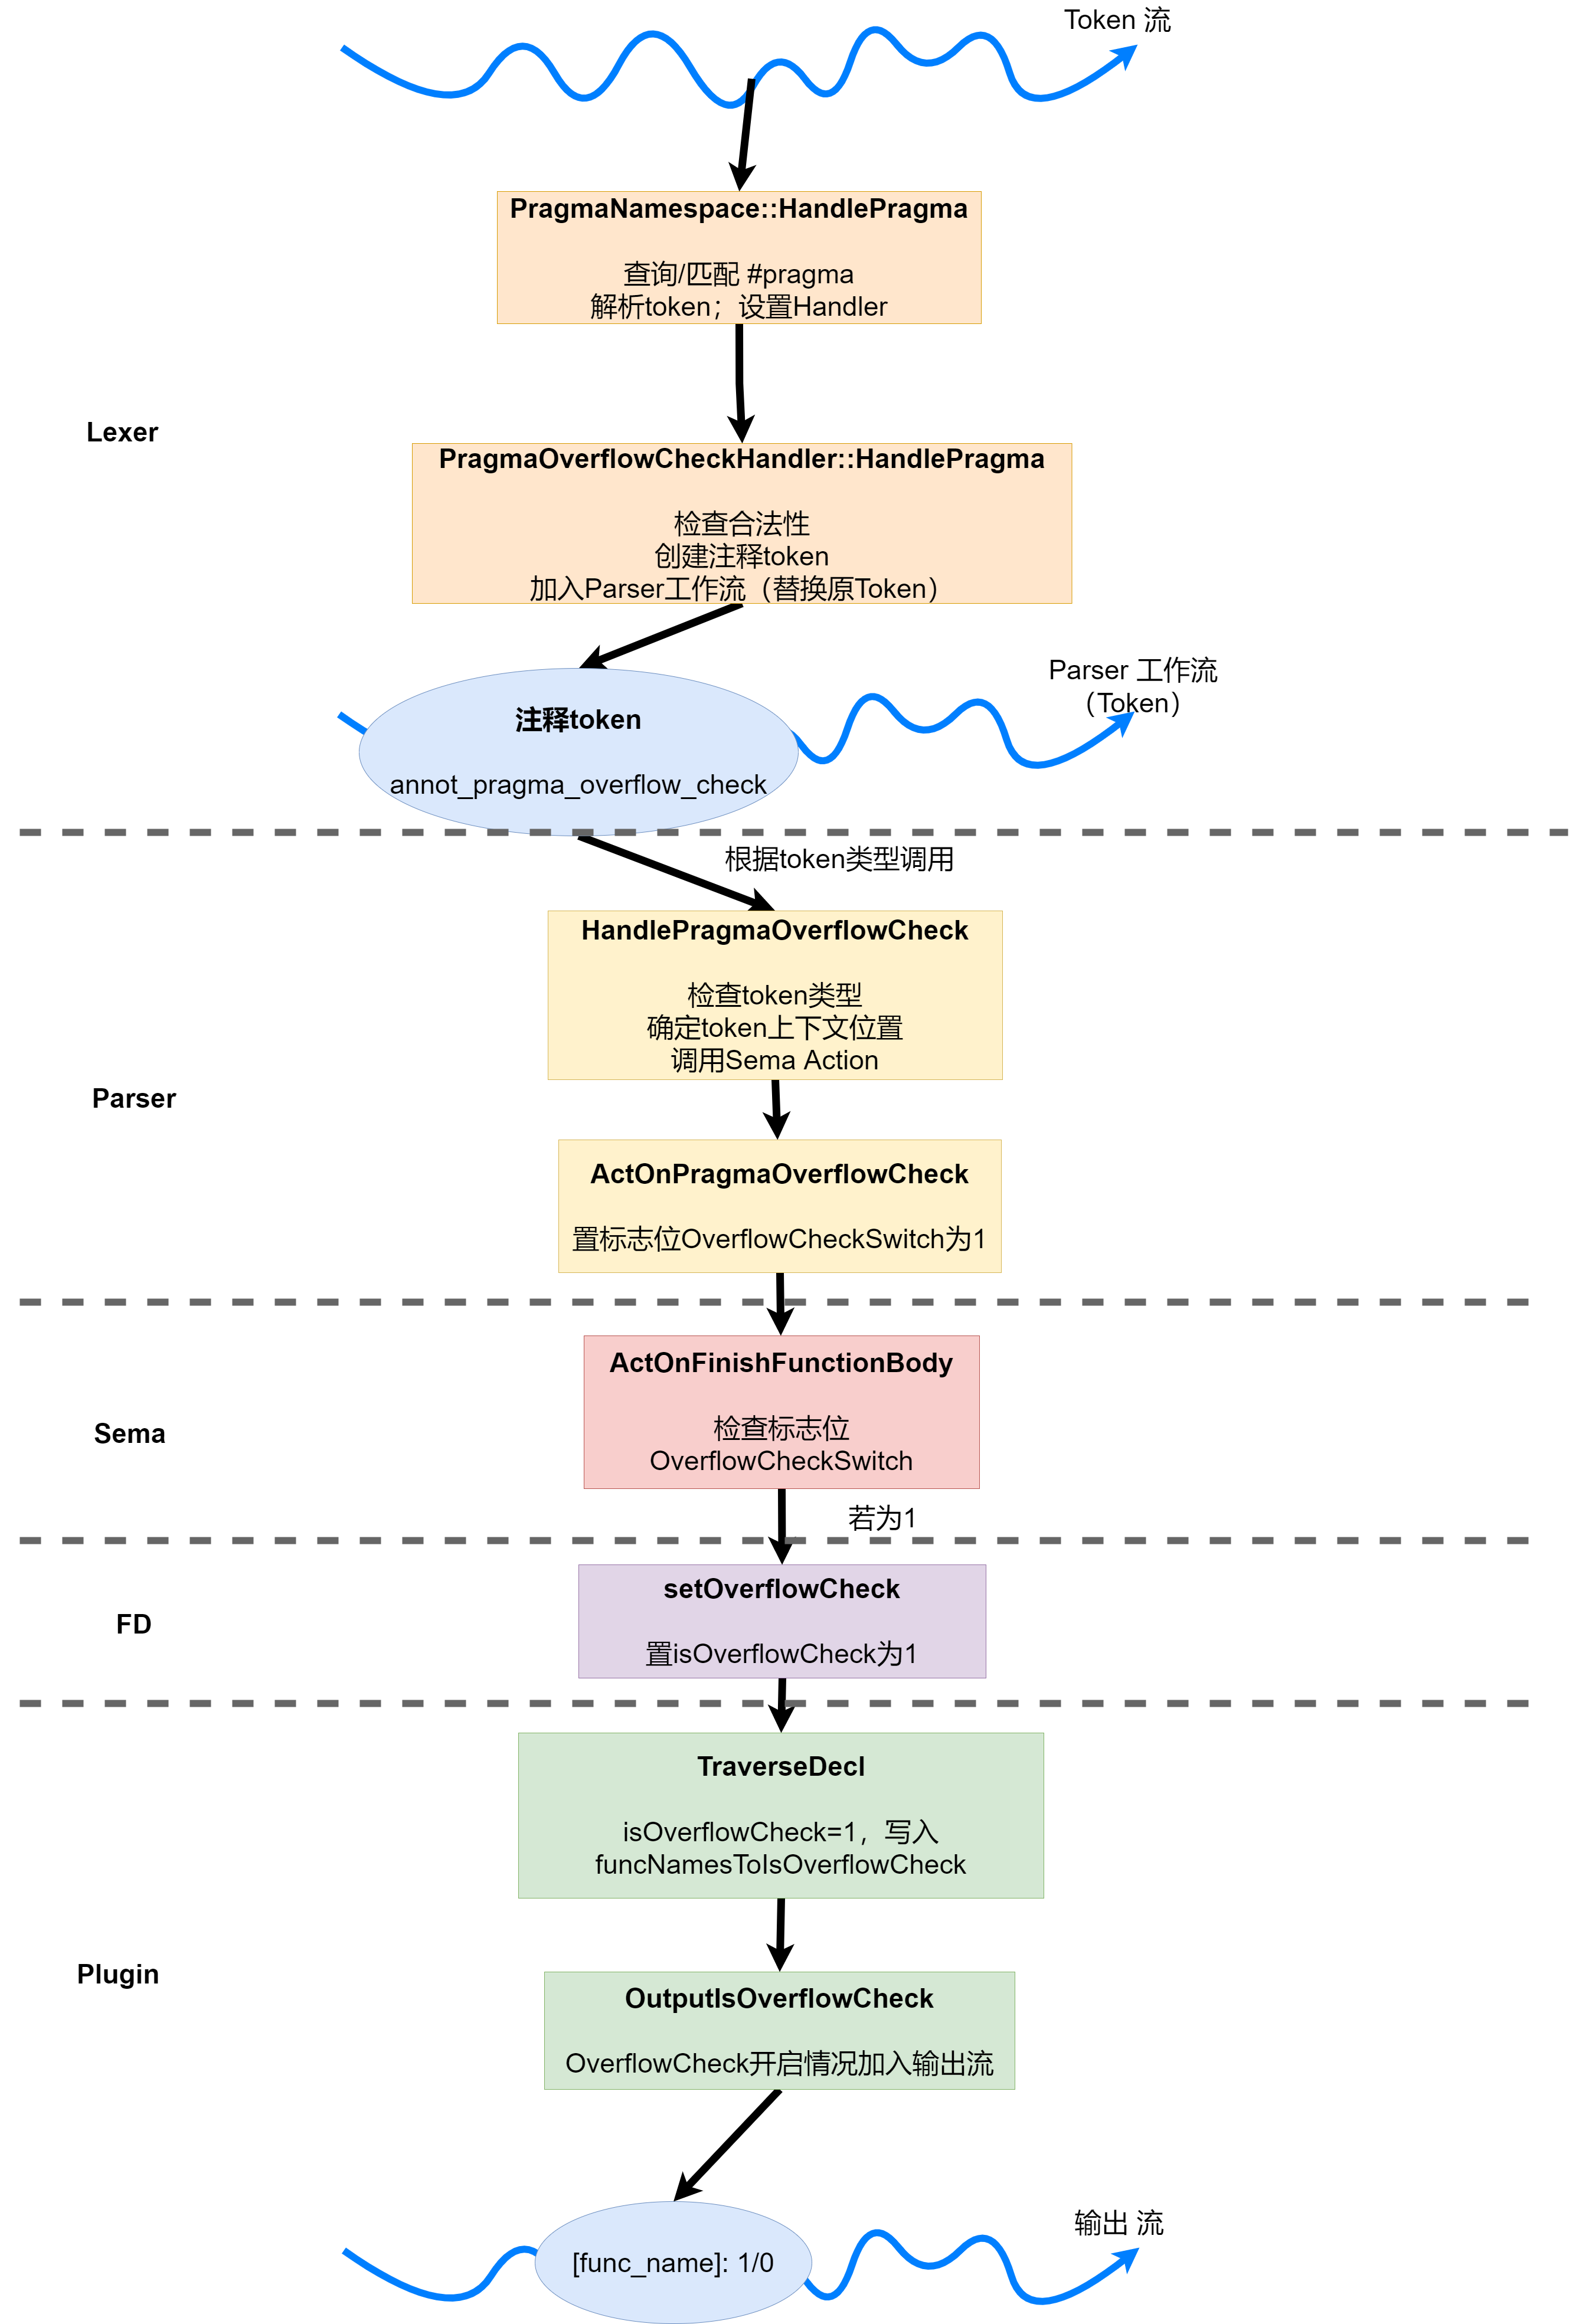 Token 流
PragmaNamespace::HandlePragma
查询/匹配 #pragma
解析token；设置Handler
Lexer
PragmaOverflowCheckHandler::HandlePragma
检查合法性
创建注释token
加入Parser工作流（替换原Token）
Parser 工作流
（Token）
注释token
annot_pragma_overflow_check
根据token类型调用
HandlePragmaOverflowCheck
检查token类型
确定token上下文位置
调用Sema Action
Parser
ActOnPragmaOverflowCheck
置标志位OverflowCheckSwitch为1
ActOnFinishFunctionBody
检查标志位
OverflowCheckSwitch
Sema
若为1
setOverflowCheck
置isOverflowCheck为1
FD
TraverseDecl
isOverflowCheck=1，写入
funcNamesToIsOverflowCheck
Plugin
OutputIsOverflowCheck
OverflowCheck开启情况加入输出流
输出 流
[func_name]: 1/0